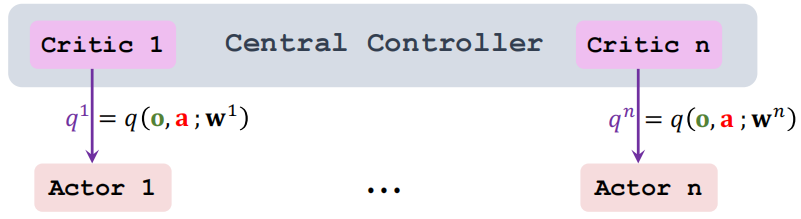 Critic 1 Central Controller Critic n
q¹ = q(o, a ; w¹) qⁿ = q(o, a ; wⁿ)
Actor 1 ... Actor n